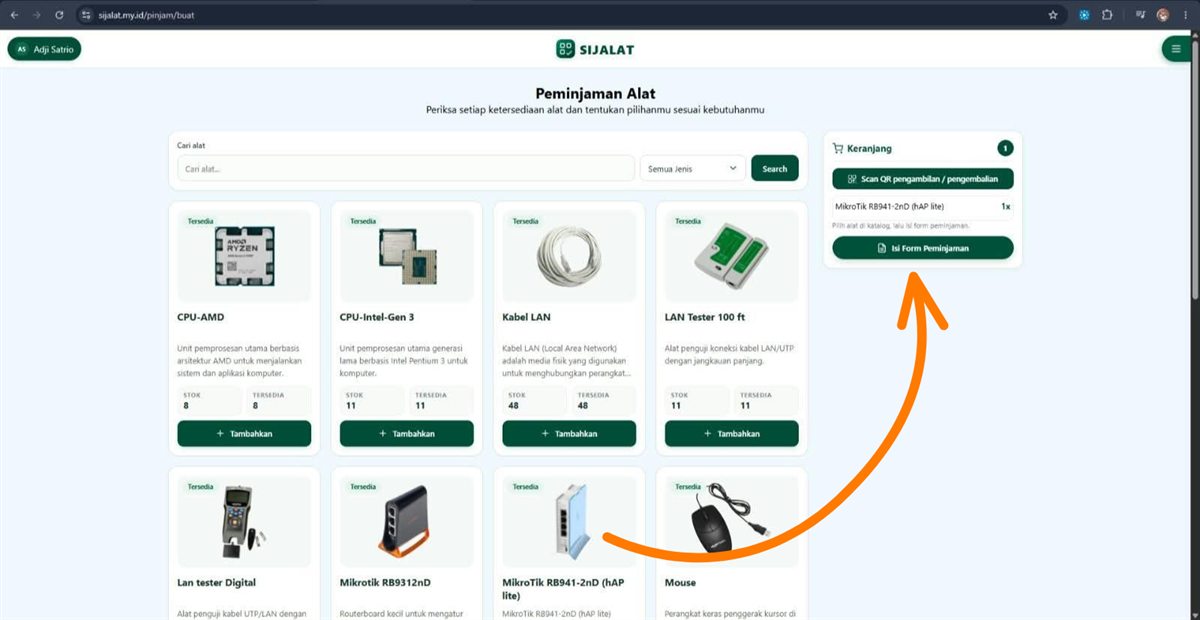 sijalat.my.id/pinjam/buat
AS Adji Satrio
SIJALAT
Peminjaman Alat
Periksa setiap ketersediaan alat dan tentukan pilihanmu sesuai kebutuhanmu
Cari alat
Cari alat...
Semua Jenis
Search
Keranjang
1
Scan QR pengambilan / pengembalian
MikroTik RB941-2nD (hAP lite)
1x
Pilih alat di katalog, lalu isi form peminjaman.
Isi Form Peminjaman
Tersedia
AMD
RYZEN
CPU-AMD
Unit pemprosesan utama berbasis
arsitektur AMD untuk menjalankan
sistem dan aplikasi komputer.
STOK
8
TERSEDIA
8
+ Tambahkan
Tersedia
CPU-Intel-Gen 3
Unit pemprosesan utama generasi
lama berbasis Intel Pentium 3 untuk
komputer.
STOK
11
TERSEDIA
11
+ Tambahkan
Tersedia
Kabel LAN
Kabel LAN (Local Area Network)
adalah media fisik yang digunakan
untuk menghubungkan perangkat...
STOK
48
TERSEDIA
48
+ Tambahkan
Tersedia
LAN Tester 100 ft
Alat penguji koneksi kabel LAN/UTP
dengan jangkauan panjang.
STOK
11
TERSEDIA
11
+ Tambahkan
Tersedia
Lan tester Digital
Alat penguji kabel UTP/LAN dengan
Tersedia
Mikrotik RB9312nD
Routerboard kecil untuk mengatur
Tersedia
MikroTik RB941-2nD (hAP
lite)
MikroTik RB941-2nD (hAP lite)
Tersedia
Mouse
Perangkat keras penggerak kursor di